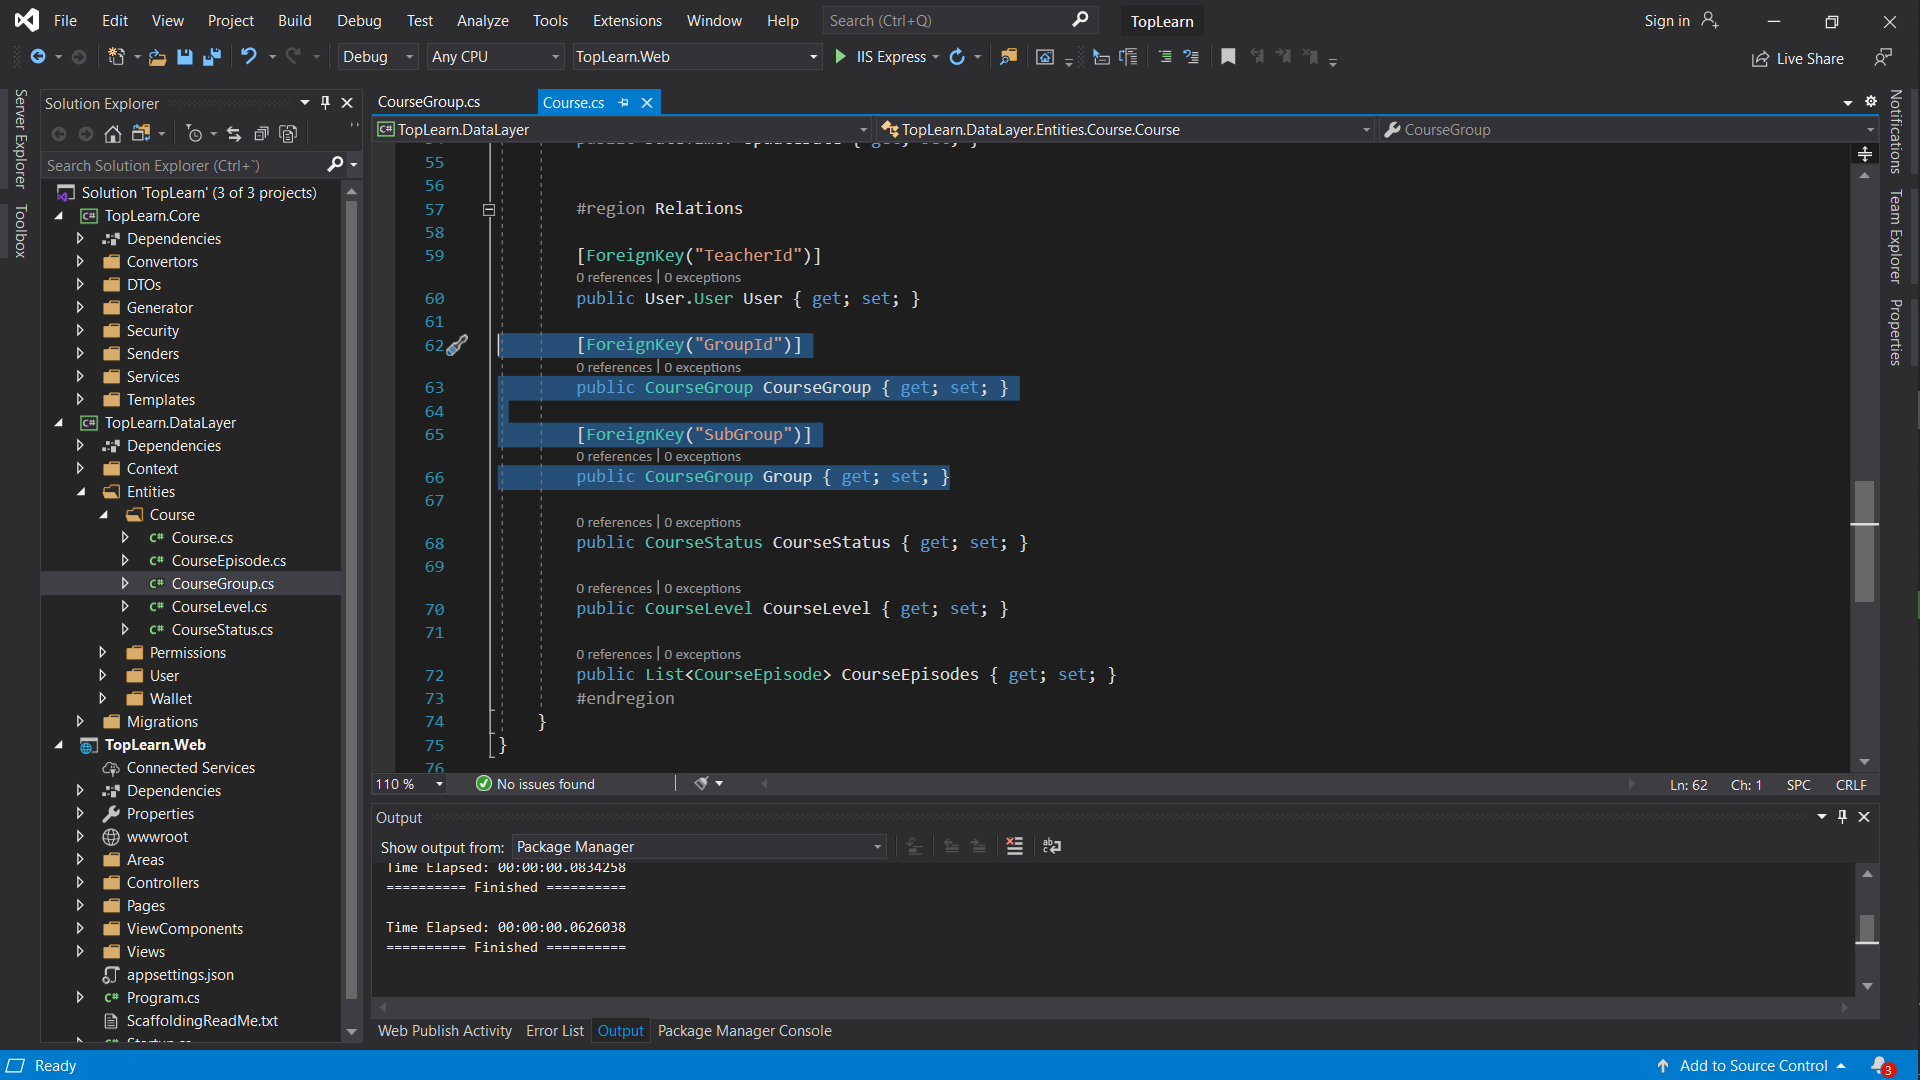 File Edit View Project Build Debug Test Analyze Tools Extensions Window Help Search (Ctrl+Q) TopLearn Sign in
Debug Any CPU TopLearn.Web IIS Express Live Share
Server Explorer
Toolbox
Solution Explorer
Search Solution Explorer (Ctrl+`)
Solution 'TopLearn' (3 of 3 projects)
TopLearn.Core
Dependencies
Convertors
DTOs
Generator
Security
Senders
Services
Templates
TopLearn.DataLayer
Dependencies
Context
Entities
Course
Course.cs
CourseEpisode.cs
CourseGroup.cs
CourseLevel.cs
CourseStatus.cs
Permissions
User
Wallet
Migrations
TopLearn.Web
Connected Services
Dependencies
Properties
wwwroot
Areas
Controllers
Pages
ViewComponents
Views
appsettings.json
Program.cs
ScaffoldingReadMe.txt
CourseGroup.cs Course.cs
TopLearn.DataLayer TopLearn.DataLayer.Entities.Course.Course CourseGroup
55
56
57 #region Relations
58
59 [ForeignKey("TeacherId")]
0 references | 0 exceptions
60 public User.User User { get; set; }
61
62 [ForeignKey("GroupId")]
0 references | 0 exceptions
63 public CourseGroup CourseGroup { get; set; }
64
65 [ForeignKey("SubGroup")]
0 references | 0 exceptions
66 public CourseGroup Group { get; set; }
67
0 references | 0 exceptions
68 public CourseStatus CourseStatus { get; set; }
69
0 references | 0 exceptions
70 public CourseLevel CourseLevel { get; set; }
71
0 references | 0 exceptions
72 public List<CourseEpisode> CourseEpisodes { get; set; }
73 #endregion
74 }
75 }
76
110 % No issues found Ln: 62 Ch: 1 SPC CRLF
Output
Show output from: Package Manager
Time Elapsed: 00:00:00.0834258
========== Finished ==========
Time Elapsed: 00:00:00.0626038
========== Finished ==========
Web Publish Activity Error List Output Package Manager Console
Notifications
Team Explorer
Properties
Ready Add to Source Control 3